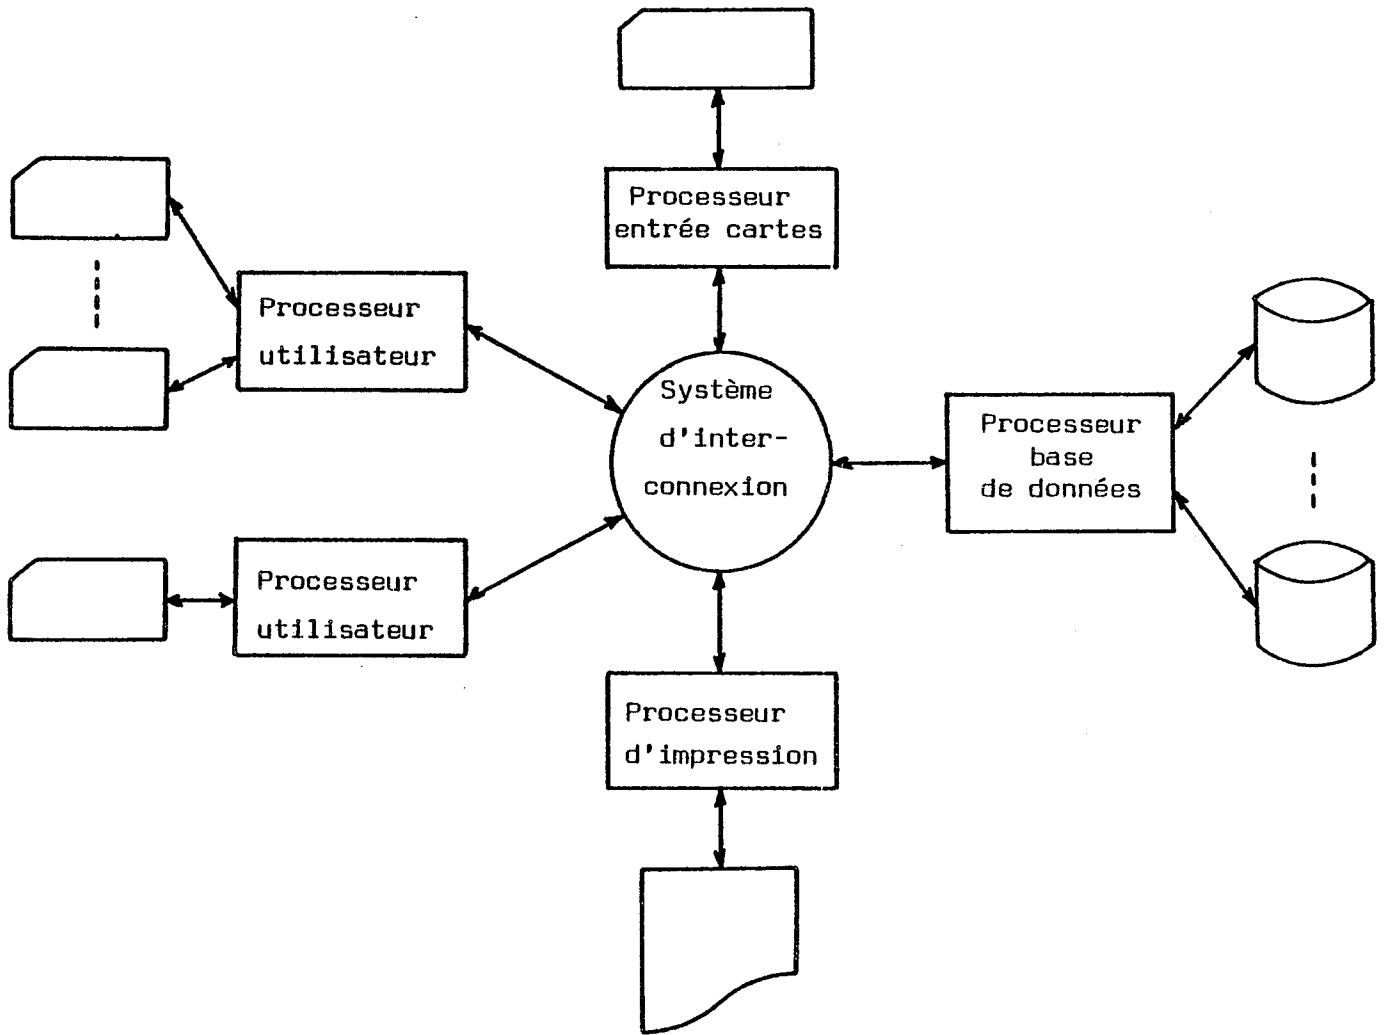 Processeur
entrée cartes
Processeur
utilisateur
Système
d'inter-
connexion
Processeur
base
de données
Processeur
utilisateur
Processeur
d'impression